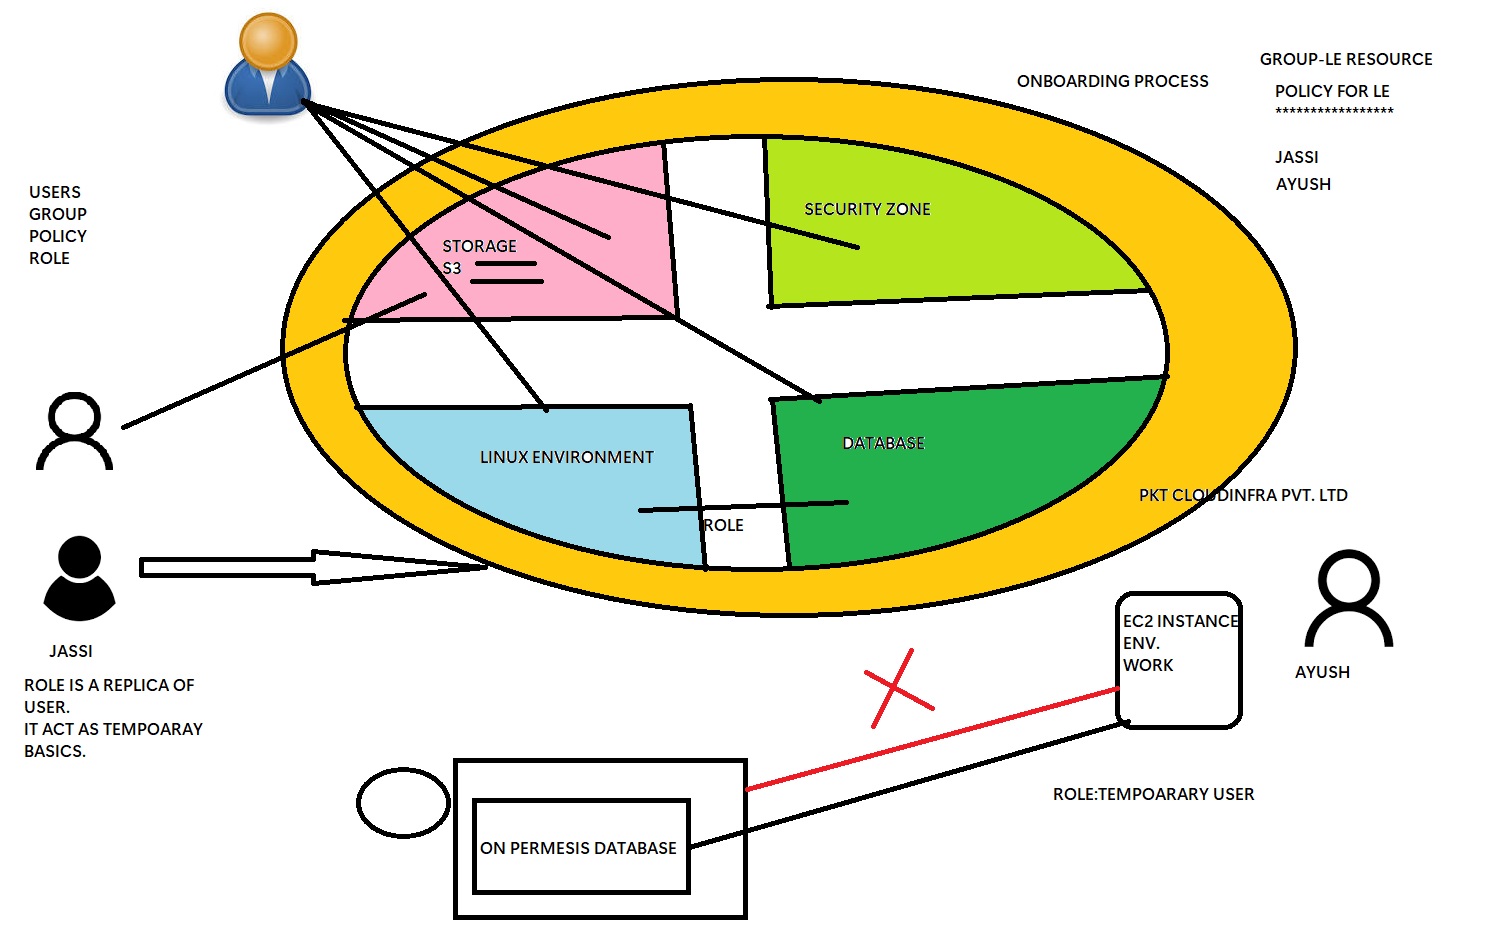 ONBOARDING PROCESS
GROUP-LE RESOURCE
POLICY FOR LE
*****************
JASSI
AYUSH
USERS
GROUP
POLICY
ROLE
STORAGE
S3
SECURITY ZONE
LINUX ENVIRONMENT
DATABASE
ROLE
PKT CLOUDINFRA PVT. LTD
JASSI
ROLE IS A REPLICA OF
USER.
IT ACT AS TEMPOARAY
BASICS.
EC2 INSTANCE
ENV.
WORK
AYUSH
ROLE:TEMPOARARY USER
ON PERMESIS DATABASE